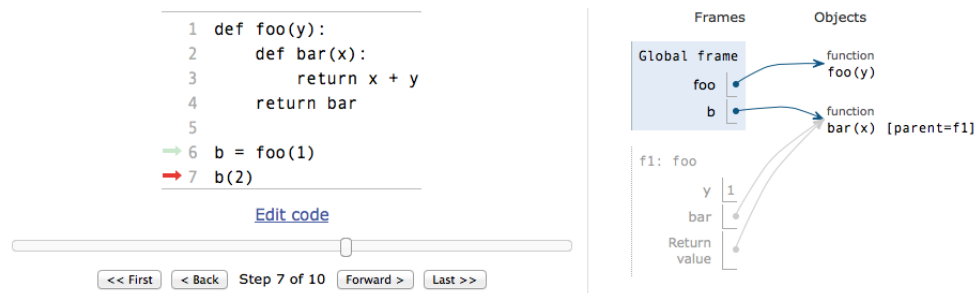 1 def foo(y):
2     def bar(x):
3         return x + y
4     return bar
5
6 b = foo(1)
7 b(2)
Edit code
<< First < Back Step 7 of 10 Forward > Last >>
Frames Objects
Global frame
foo
b
function
foo(y)
function
bar(x) [parent=f1]
f1: foo
y 1
bar
Return
value